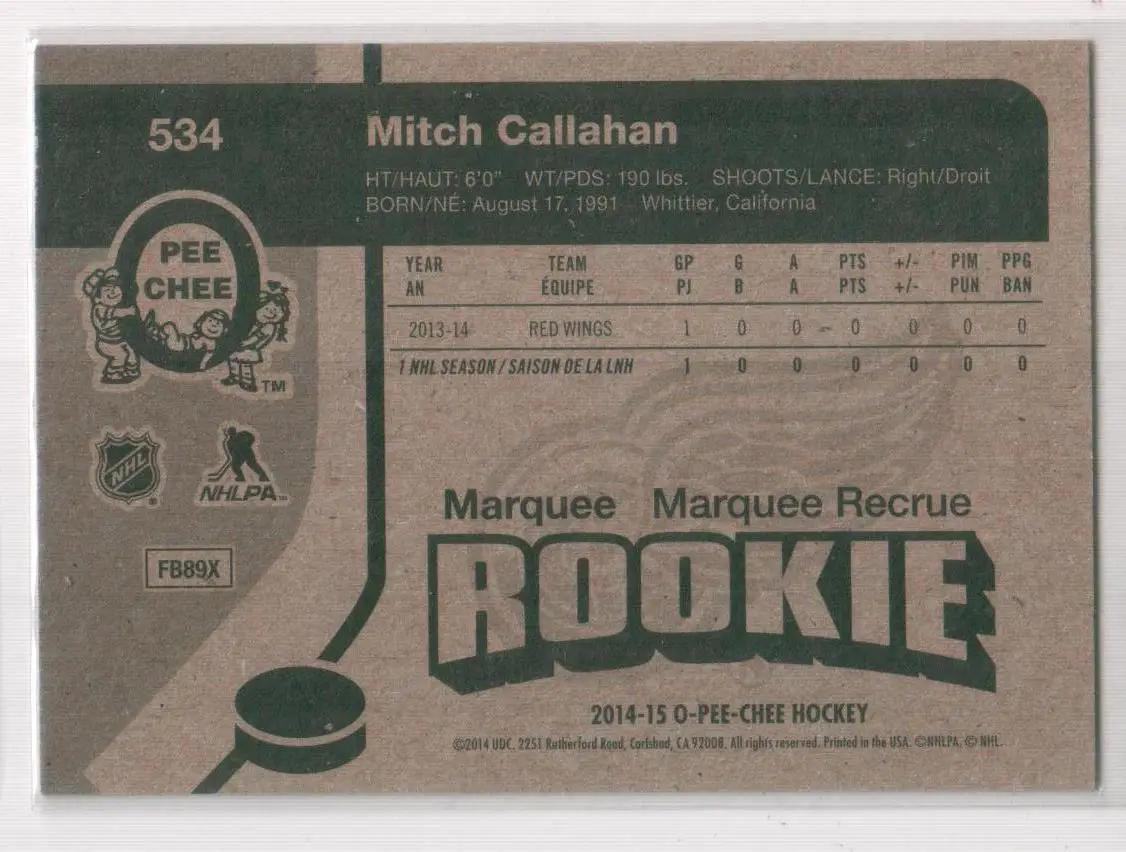 534
Mitch Callahan
HT/HAUT: 6'0" WT/PDS: 190 lbs. SHOOTS/LANCE: Right/Droit
BORN/NÉ: August 17, 1991 Whittier, California
PEE
CHEE
TM
NHL
®
NHLPA™
FB89X
YEAR TEAM GP G A PTS +/- PIM PPG
AN ÉQUIPE PJ B A PTS +/- PUN BAN
2013-14 RED WINGS 1 0 0 0 0 0 0
1 NHL SEASON / SAISON DE LA LNH 1 0 0 0 0 0 0
Marquee Marquee Recrue
ROOKIE
2014-15 O-PEE-CHEE HOCKEY
©2014 UDC. 2251 Rutherford Road, Carlsbad, CA 92008. All rights reserved. Printed in the USA. ©NHLPA. © NHL.